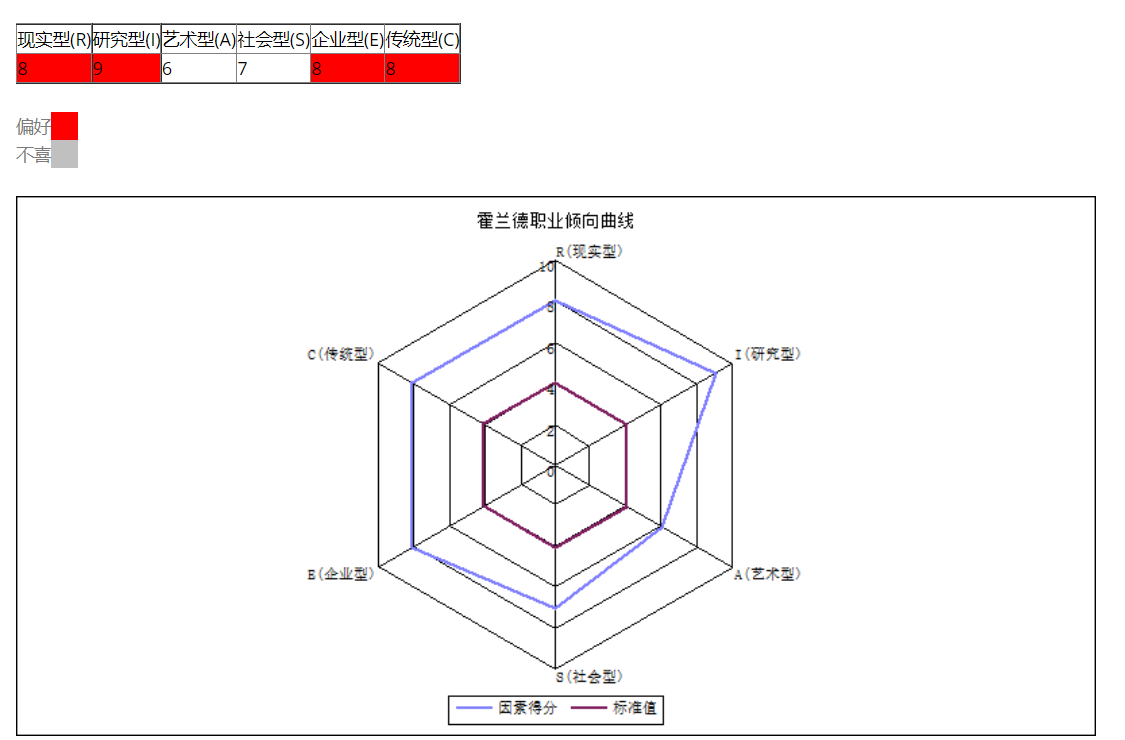 现实型(R) 研究型(I) 艺术型(A) 社会型(S) 企业型(E) 传统型(C)
8 9 6 7 8 8
偏好
不喜
霍兰德职业倾向曲线
R(现实型)
10
8
C(传统型) 6 I(研究型)
4
2
0
E(企业型) A(艺术型)
S(社会型)
因素得分 标准值